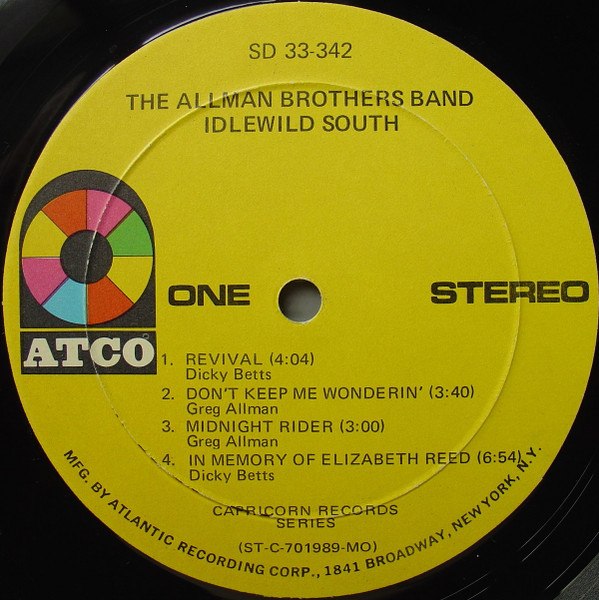 SD 33-342
THE ALLMAN BROTHERS BAND
IDLEWILD SOUTH
ATCO
ONE
STEREO
1. REVIVAL (4:04)
Dicky Betts
2. DON'T KEEP ME WONDERIN' (3:40)
Greg Allman
3. MIDNIGHT RIDER (3:00)
Greg Allman
4. IN MEMORY OF ELIZABETH REED (6:54)
Dicky Betts
CAPRICORN RECORDS
SERIES
(ST-C-701989-MO)
MFG. BY ATLANTIC RECORDING CORP., 1841 BROADWAY, NEW YORK, N.Y.